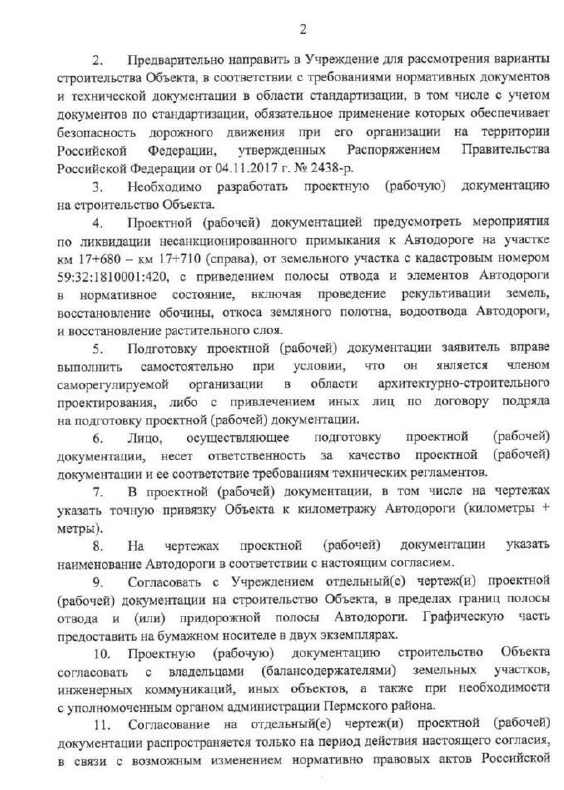 2
2. Предварительно направить в Учреждение для рассмотрения варианты
строительства Объекта, в соответствии с требованиями нормативных документов
и технической документации в области стандартизации, в том числе с учетом
документов по стандартизации, обязательное применение которых обеспечивает
безопасность дорожного движения при его организации на территории
Российской Федерации, утвержденных Распоряжением Правительства
Российской Федерации от 04.11.2017 г. № 2438-р.
3. Необходимо разработать проектную (рабочую) документацию
на строительство Объекта.
4. Проектной (рабочей) документацией предусмотреть мероприятия
по ликвидации несанкционированного примыкания к Автодороге на участке
км 17+680 – км 17+710 (справа), от земельного участка с кадастровым номером
59:32:1810001:420, с приведением полосы отвода и элементов Автодороги
в нормативное состояние, включая проведение рекультивации земель,
восстановление обочины, откоса земляного полотна, водоотвода Автодороги,
и восстановление растительного слоя.
5. Подготовку проектной (рабочей) документации заявитель вправе
выполнить самостоятельно при условии, что он является членом
саморегулируемой организации в области архитектурно-строительного
проектирования, либо с привлечением иных лиц по договору подряда
на подготовку проектной (рабочей) документации.
6. Лицо, осуществляющее подготовку проектной (рабочей)
документации, несет ответственность за качество проектной (рабочей)
документации и ее соответствие требованиям технических регламентов.
7. В проектной (рабочей) документации, в том числе на чертежах
указать точную привязку Объекта к километражу Автодороги (километры +
метры).
8. На чертежах проектной (рабочей) документации указать
наименование Автодороги в соответствии с настоящим согласием.
9. Согласовать с Учреждением отдельный(е) чертеж(и) проектной
(рабочей) документации на строительство Объекта, в пределах границ полосы
отвода и (или) придорожной полосы Автодороги. Графическую часть
предоставить на бумажном носителе в двух экземплярах.
10. Проектную (рабочую) документацию строительство Объекта
согласовать с владельцами (балансодержателями) земельных участков,
инженерных коммуникаций, иных объектов, а также при необходимости
с уполномоченным органом администрации Пермского района.
11. Согласование на отдельный(е) чертеж(и) проектной (рабочей)
документации распространяется только на период действия настоящего согласия,
в связи с возможным изменением нормативно правовых актов Российской